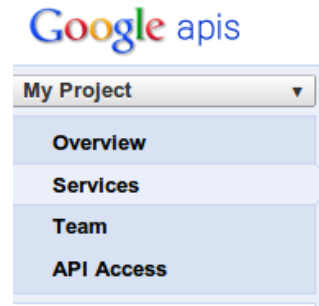 Google apis
My Project
Overview
Services
Team
API Access